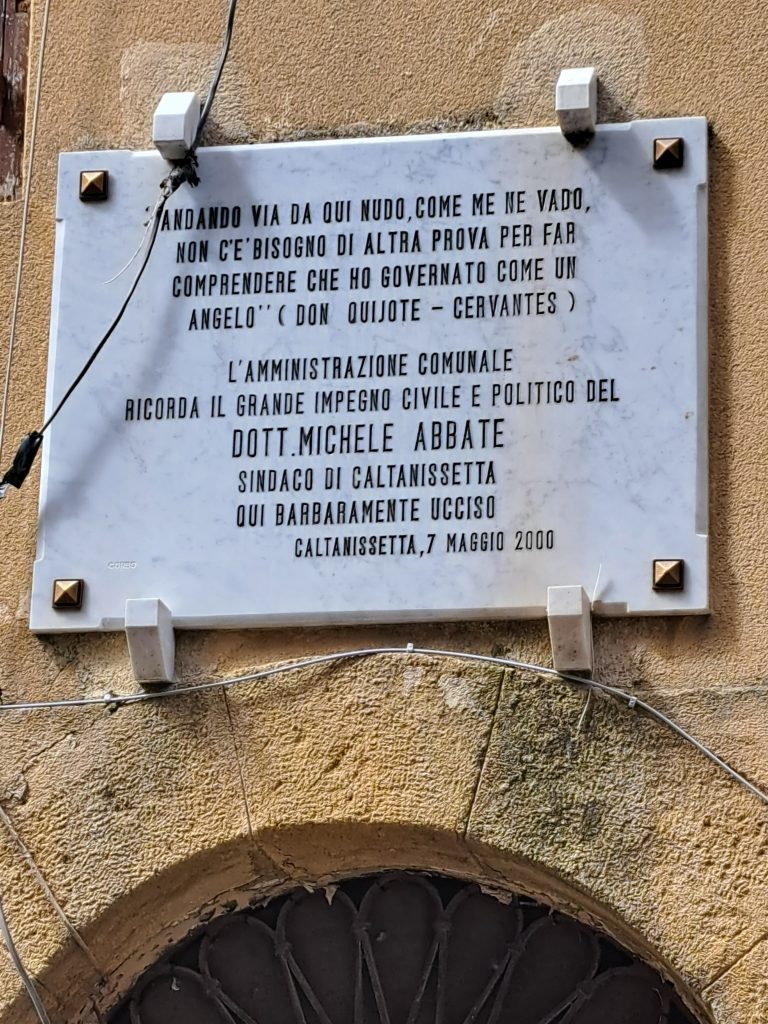 "ANDANDO VIA DA QUI NUDO, COME ME NE VADO,
NON C'E' BISOGNO DI ALTRA PROVA PER FAR
COMPRENDERE CHE HO GOVERNATO COME UN
ANGELO'' ( DON QUIJOTE - CERVANTES )
L'AMMINISTRAZIONE COMUNALE
RICORDA IL GRANDE IMPEGNO CIVILE E POLITICO DEL
DOTT. MICHELE ABBATE
SINDACO DI CALTANISSETTA
QUI BARBARAMENTE UCCISO
CALTANISSETTA, 7 MAGGIO 2000